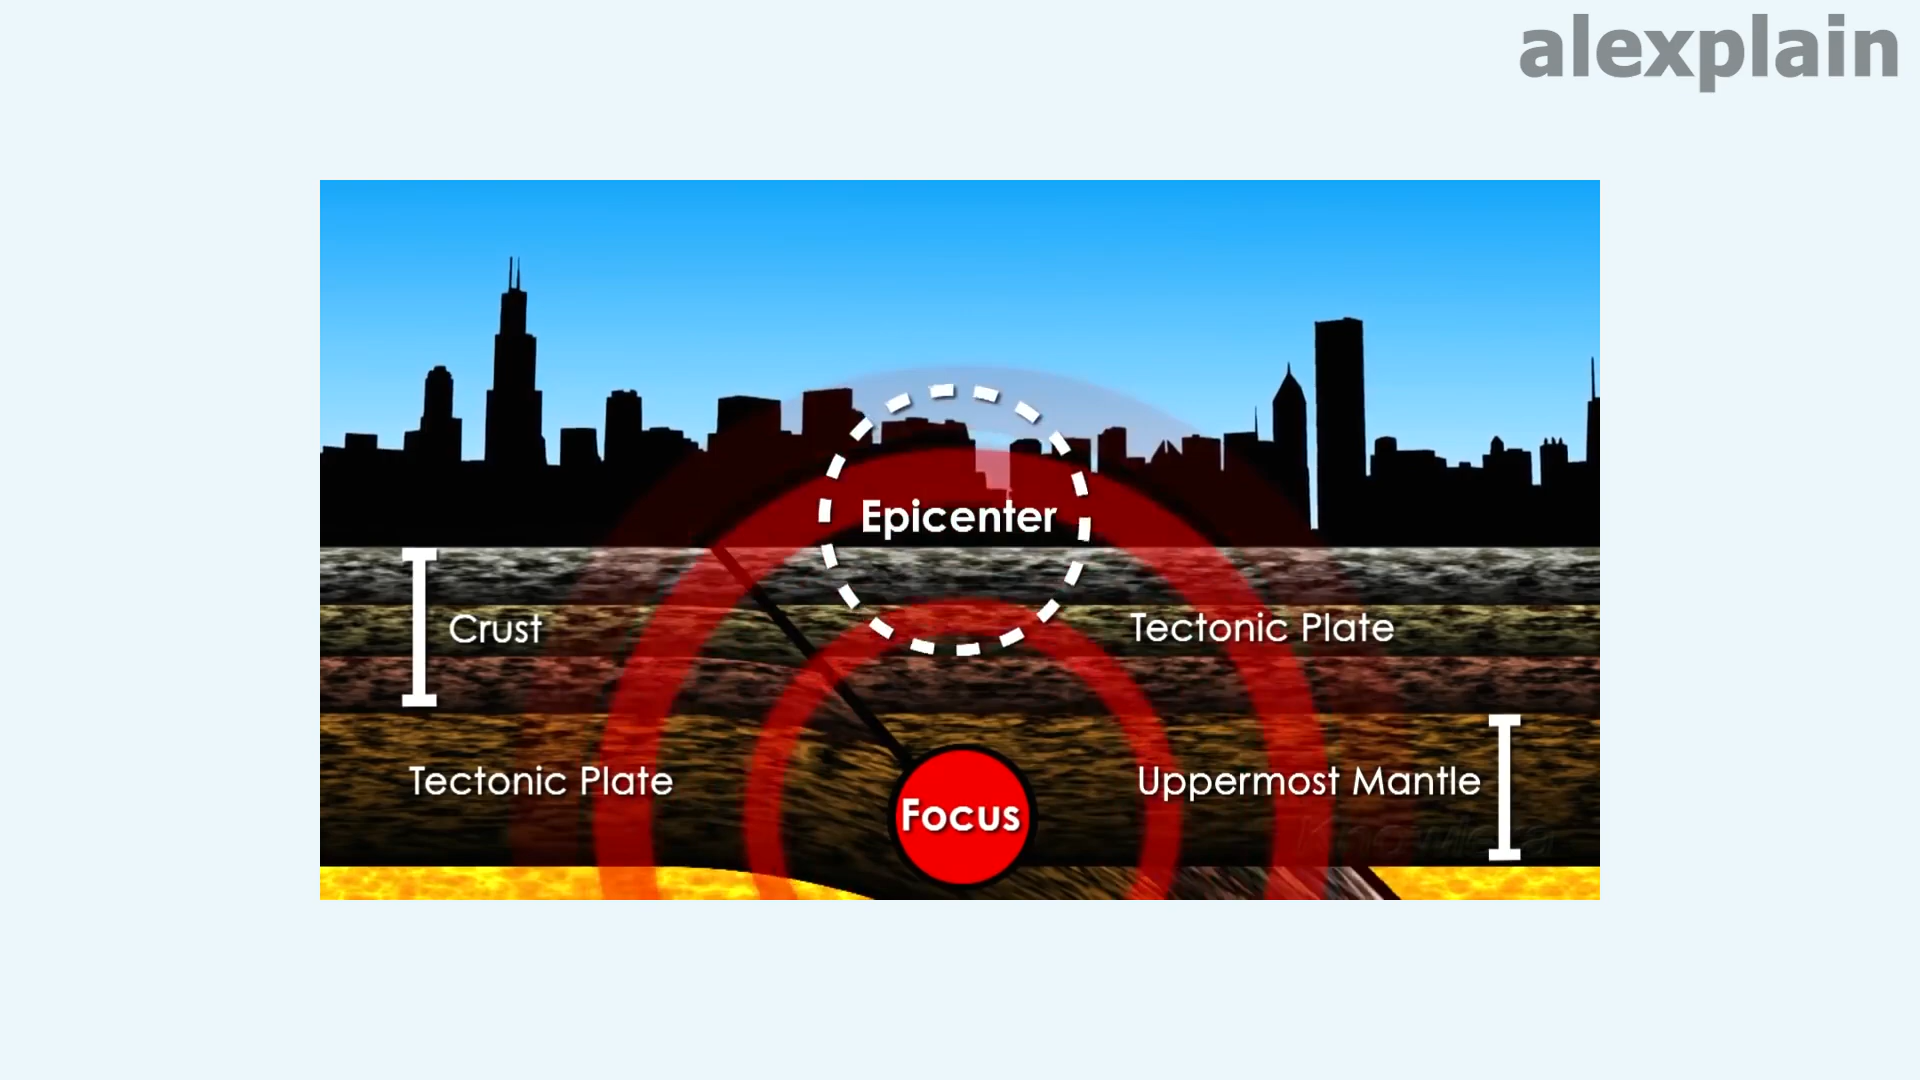 alexplain
Epicenter
Crust
Tectonic Plate
Tectonic Plate
Uppermost Mantle
Focus